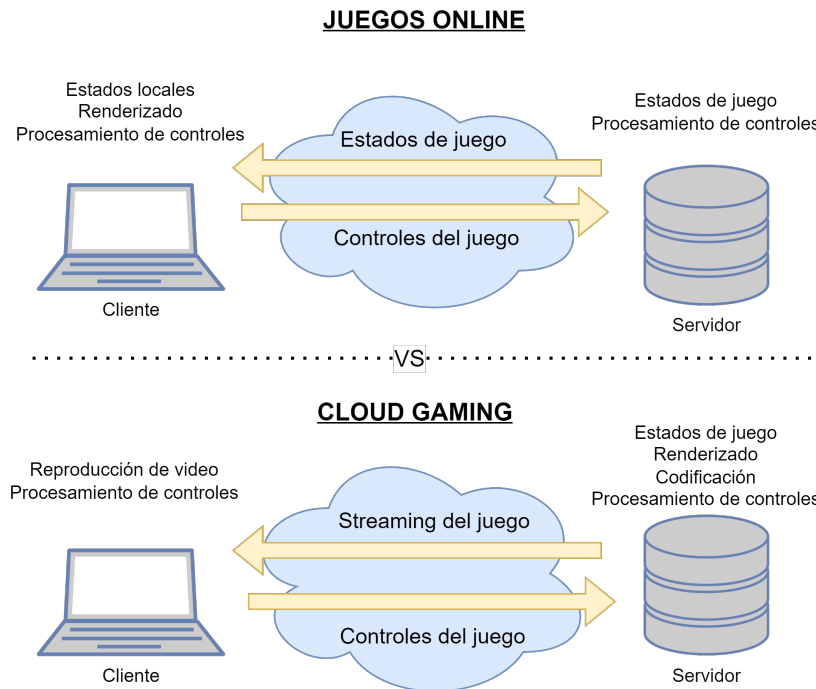 JUEGOS ONLINE
Estados locales
Renderizado
Procesamiento de controles
Estados de juego
Procesamiento de controles
Estados de juego
Controles del juego
Cliente
Servidor
VS
CLOUD GAMING
Reproducción de video
Procesamiento de controles
Estados de juego
Renderizado
Codificación
Procesamiento de controles
Streaming del juego
Controles del juego
Cliente
Servidor